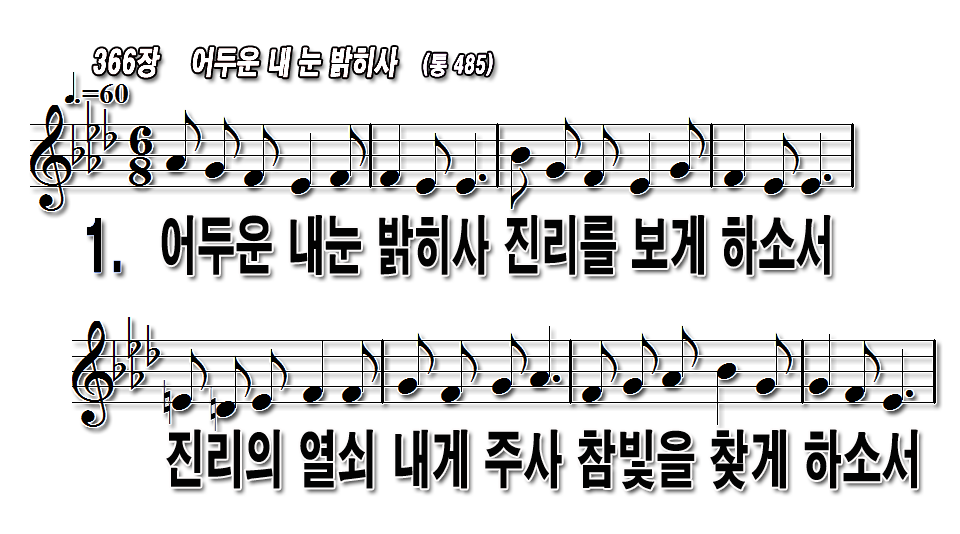 366장 어두운 내 눈 밝히사 (통 485)
♩.=60
6
8
1. 어두운 내눈 밝히사 진리를 보게 하소서
진리의 열쇠 내게 주사 참빛을 찾게 하소서